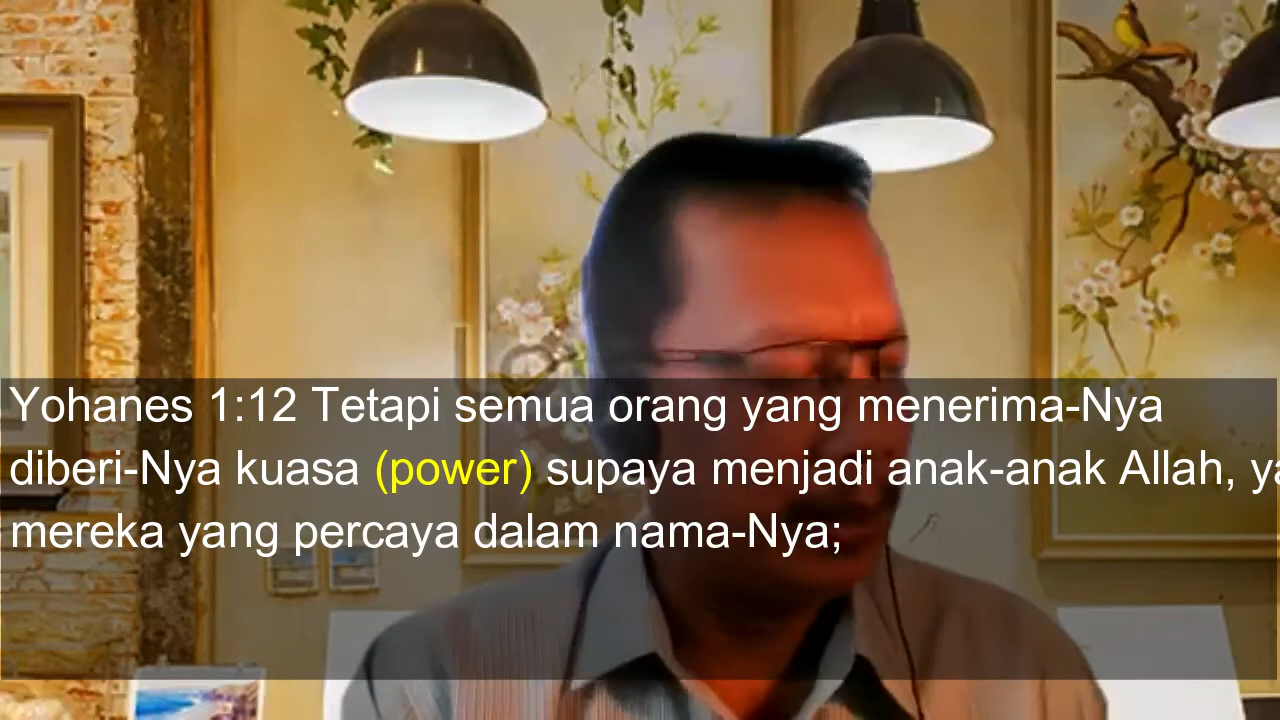 Yohanes 1:12 Tetapi semua orang yang menerima-Nya
diberi-Nya kuasa (power) supaya menjadi anak-anak Allah,
mereka yang percaya dalam nama-Nya;